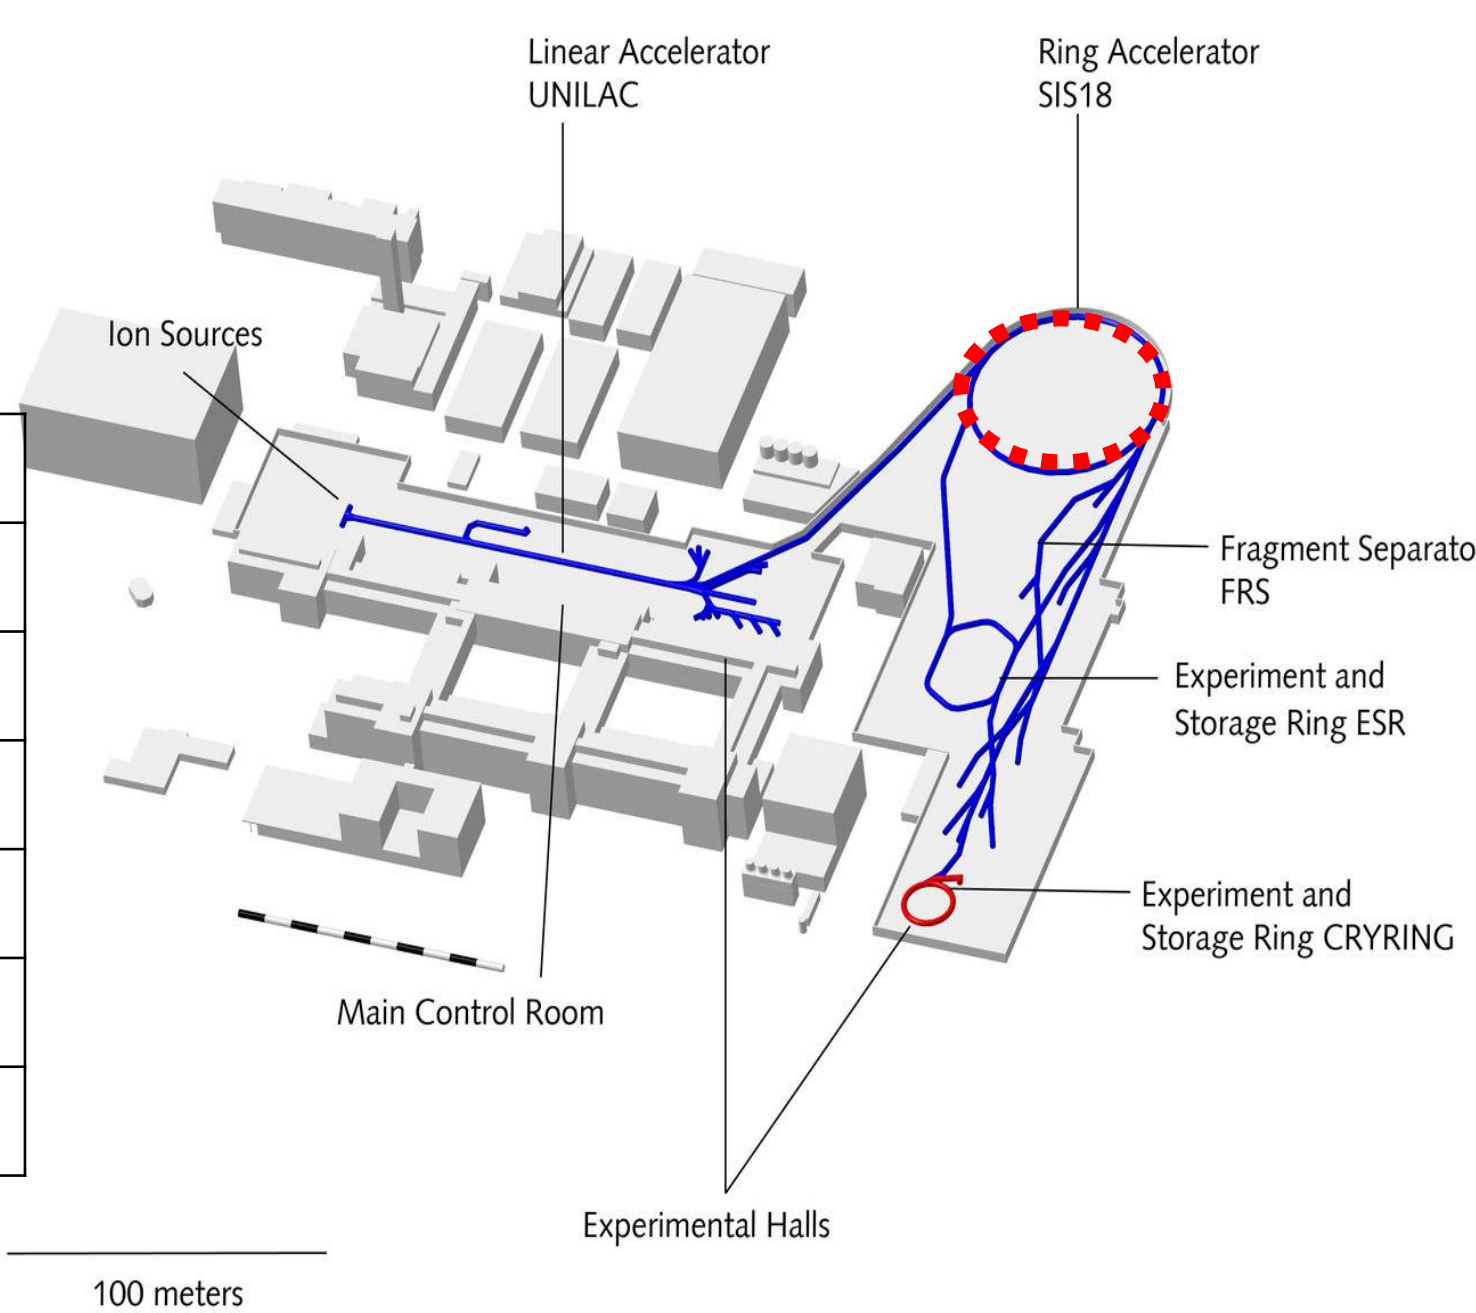 Linear Accelerator
UNILAC
Ring Accelerator
SIS18
Ion Sources
Fragment Separato
FRS
Experiment and
Storage Ring ESR
Experiment and
Storage Ring CRYRING
Main Control Room
Experimental Halls
100 meters